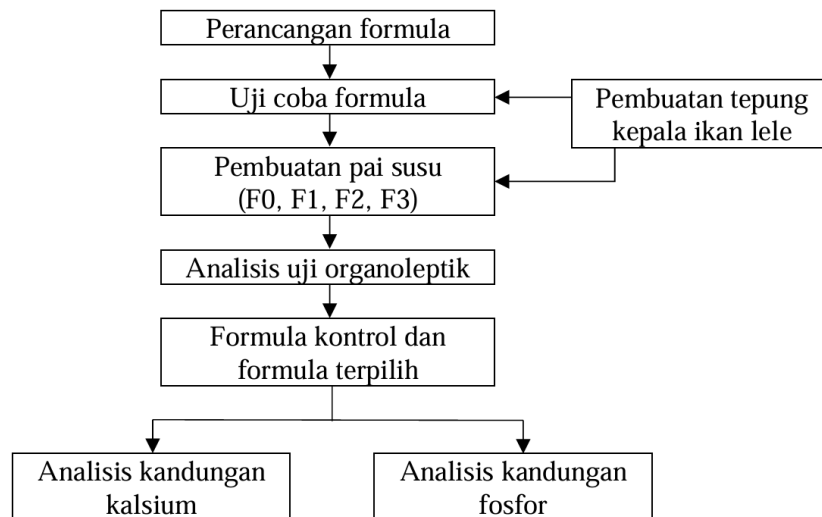 Perancangan formula
Uji coba formula
Pembuatan tepung
kepala ikan lele
Pembuatan pai susu
(F0, F1, F2, F3)
Analisis uji organoleptik
Formula kontrol dan
formula terpilih
Analisis kandungan
kalsium
Analisis kandungan
fosfor